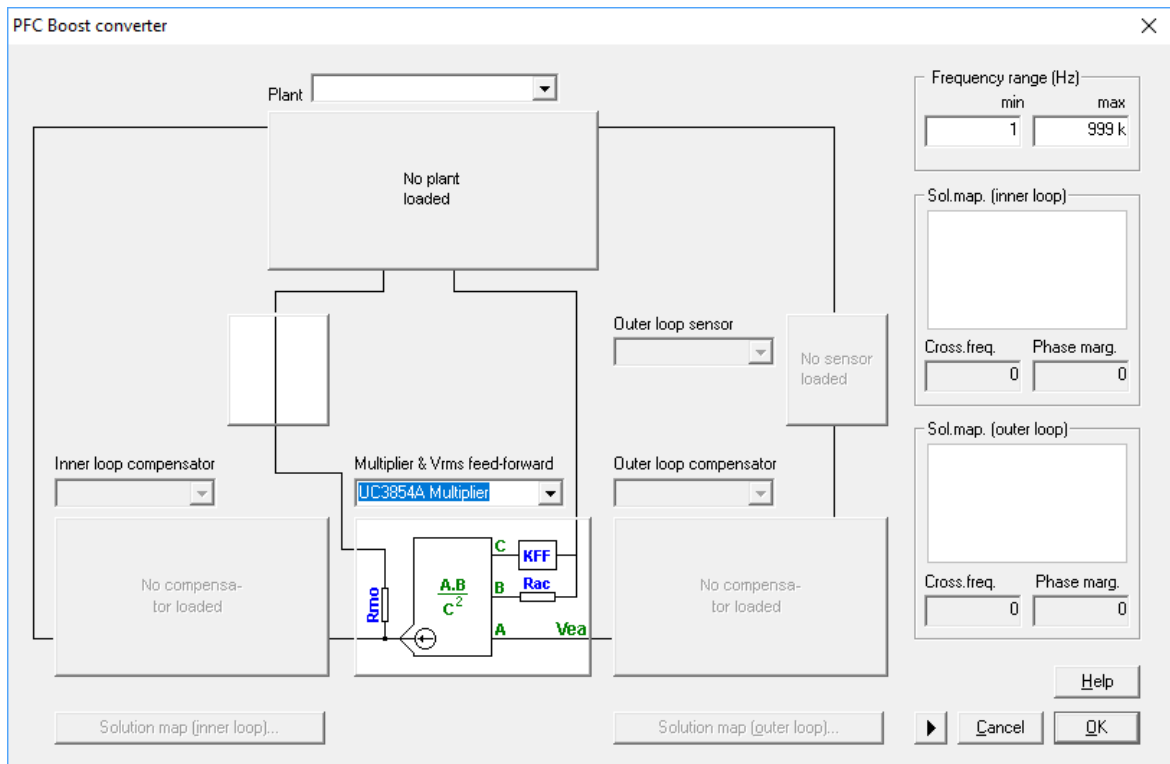 PFC Boost converter
Plant
No plant
loaded
Frequency range (Hz)
min max
1 999 k
Sol.map. (inner loop)
Cross.freq. Phase marg.
0 0
Outer loop sensor
No sensor
loaded
Inner loop compensator
Multiplier & Vrms feed-forward
UC3854A Multiplier
Outer loop compensator
No compensa-
tor loaded
Rmo
A.B
C2
C
KFF
B
Rac
A
Vea
No compensa-
tor loaded
Sol.map. (outer loop)
Cross.freq. Phase marg.
0 0
Solution map (inner loop)...
Solution map (outer loop)...
Help
Cancel
OK